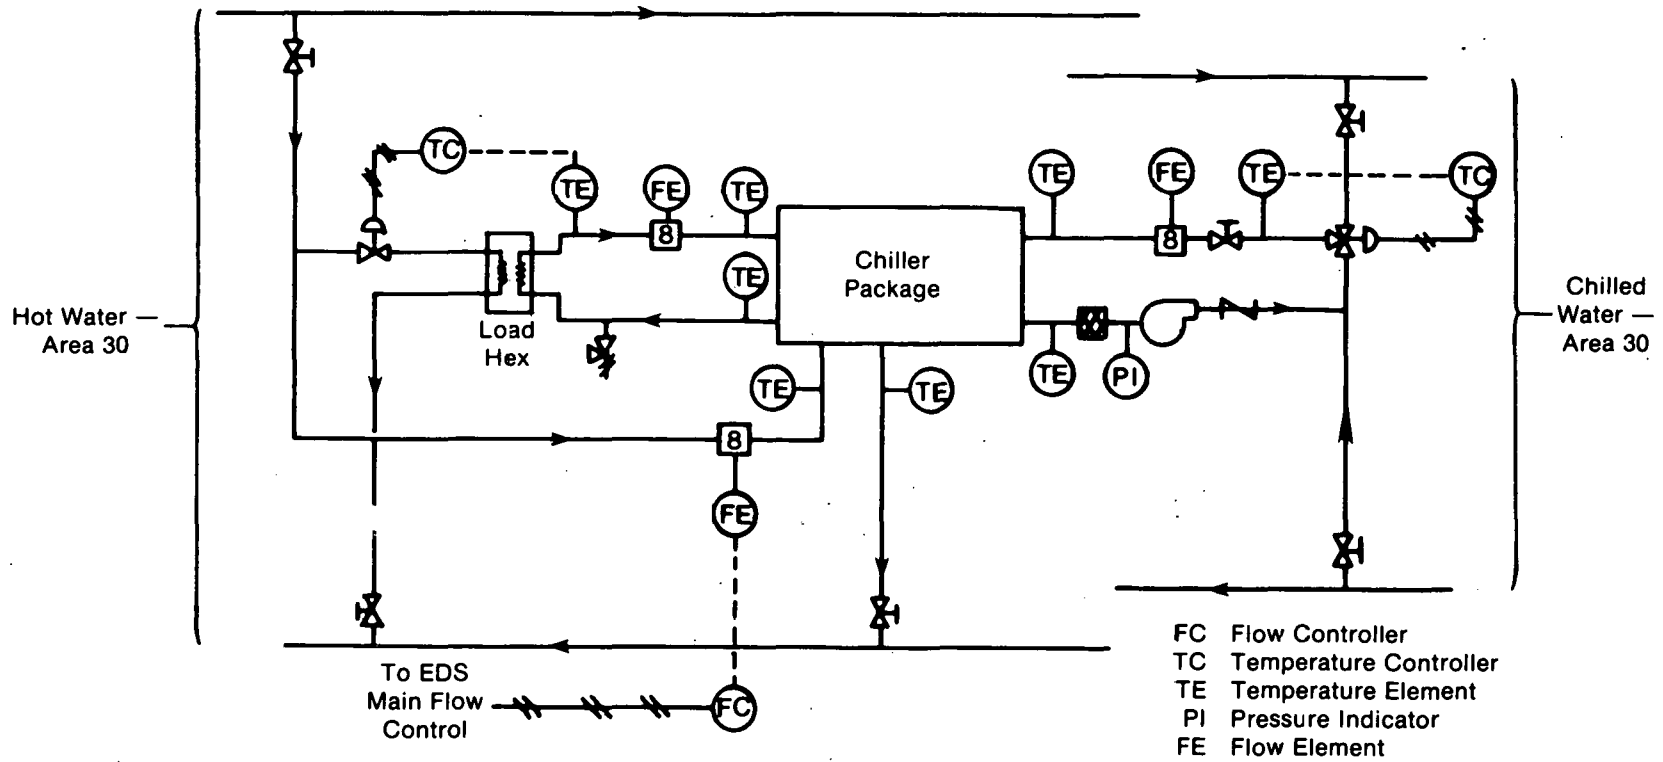 TC
TE
FE
TE
TE
FE
TE
TC
8
8
Chiller
Package
TE
Hot Water —
Area 30
Load
Hex
Chilled
Water —
Area 30
TE
PI
TE
TE
8
FE
FC Flow Controller
TC Temperature Controller
TE Temperature Element
PI Pressure Indicator
FE Flow Element
To EDS
Main Flow
Control
FC